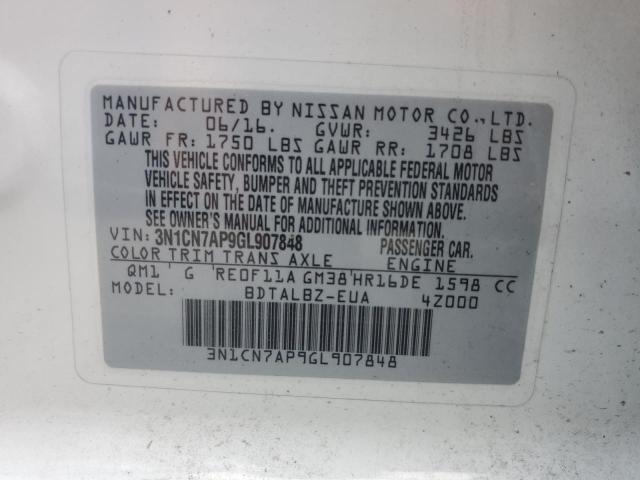 MANUFACTURED BY NISSAN MOTOR CO.,LTD.
DATE: 06/16. GVWR: 3426 LBS
GAWR FR: 1750 LBS GAWR RR: 1708 LBS
THIS VEHICLE CONFORMS TO ALL APPLICABLE FEDERAL MOTOR
VEHICLE SAFETY, BUMPER AND THEFT PREVENTION STANDARDS
IN EFFECT ON THE DATE OF MANUFACTURE SHOWN ABOVE.
SEE OWNER'S MANUAL FOR ADDITIONAL INFORMATION.
VIN: 3N1CN7AP9GL907848 PASSENGER CAR.
COLOR TRIM TRANS AXLE ENGINE
QM1 ' G 'RE0F11A GM38'HR16DE 1598 CC
MODEL: BDTALBZ-EUA 4Z000
3N1CN7AP9GL907848